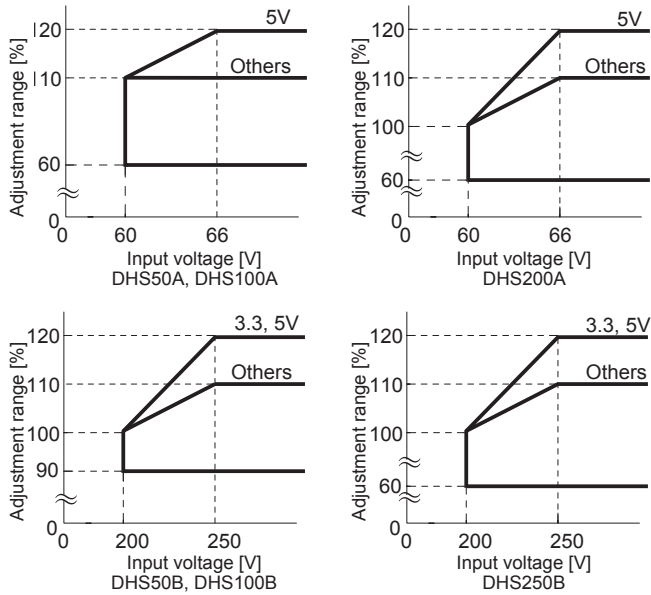 Adjustment range [%]
120
110
60
0
5V
Others
0
60
66
Input voltage [V]
DHS50A, DHS100A
Adjustment range [%]
120
110
100
60
0
5V
Others
0
60
66
Input voltage [V]
DHS200A
Adjustment range [%]
120
110
100
90
0
3.3, 5V
Others
0
200
250
Input voltage [V]
DHS50B, DHS100B
Adjustment range [%]
120
110
100
60
0
3.3, 5V
Others
0
200
250
Input voltage [V]
DHS250B